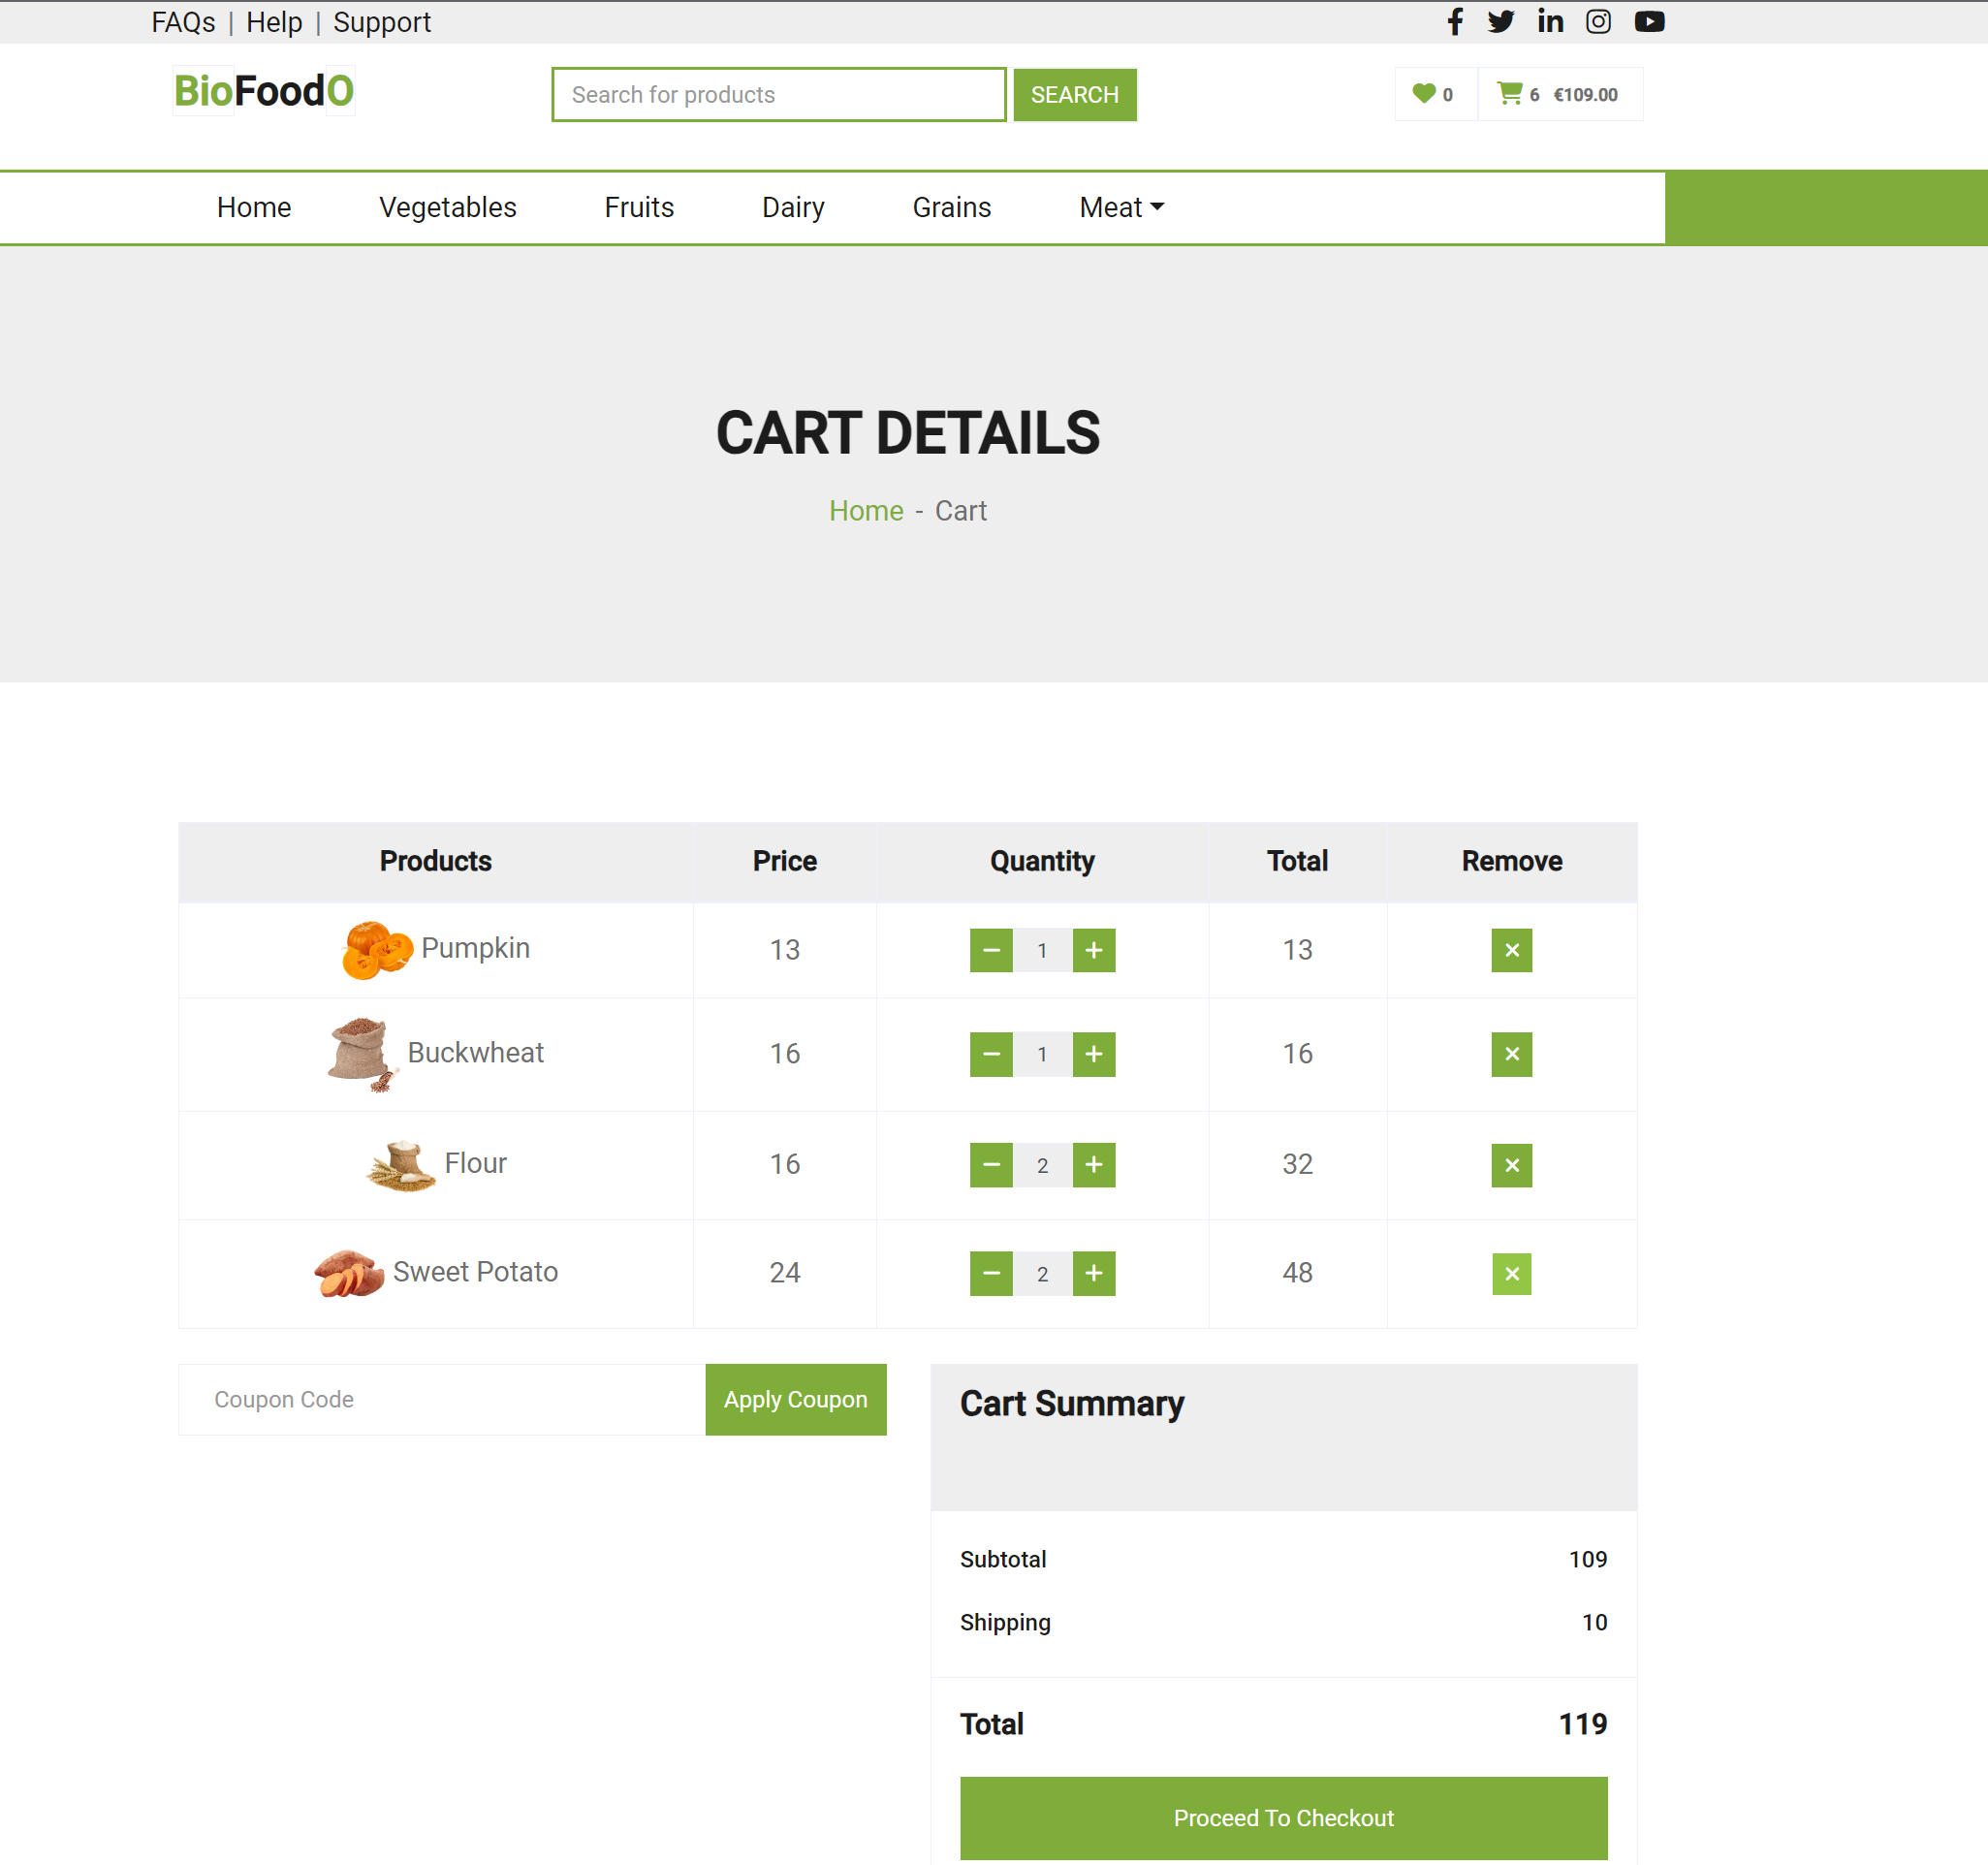 FAQs | Help | Support
BioFoodO
Search for products
SEARCH
0
6 €109.00
Home Vegetables Fruits Dairy Grains Meat
CART DETAILS
Home - Cart
Products Price Quantity Total Remove
Pumpkin 13 − 1 + 13 ×
Buckwheat 16 − 1 + 16 ×
Flour 16 − 2 + 32 ×
Sweet Potato 24 − 2 + 48 ×
Coupon Code Apply Coupon
Cart Summary
Subtotal 109
Shipping 10
Total 119
Proceed To Checkout